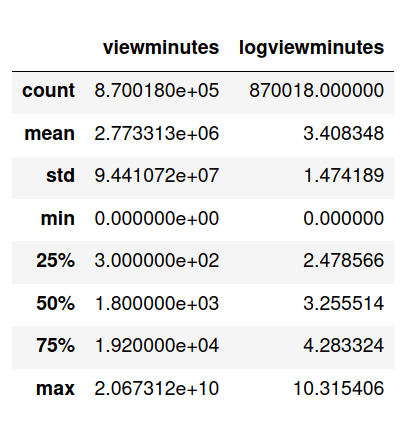 viewminutes logviewminutes
count 8.700180e+05 870018.000000
mean 2.773313e+06 3.408348
std 9.441072e+07 1.474189
min 0.000000e+00 0.000000
25% 3.000000e+02 2.478566
50% 1.800000e+03 3.255514
75% 1.920000e+04 4.283324
max 2.067312e+10 10.315406